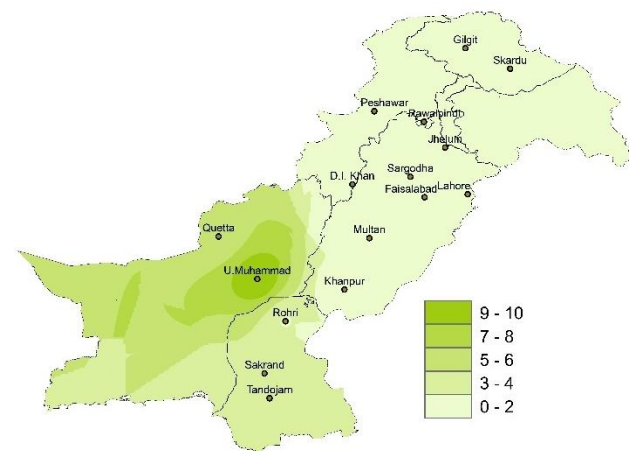 Gilgit
Skardu
Peshawar
Rawalpindi
Jhelum
Sargodha
D.I. Khan
Faisalabad
Lahore
Quetta
Multan
U.Muhammad
Khanpur
Rohri
Sakrand
Tandojam
9 - 10
7 - 8
5 - 6
3 - 4
0 - 2